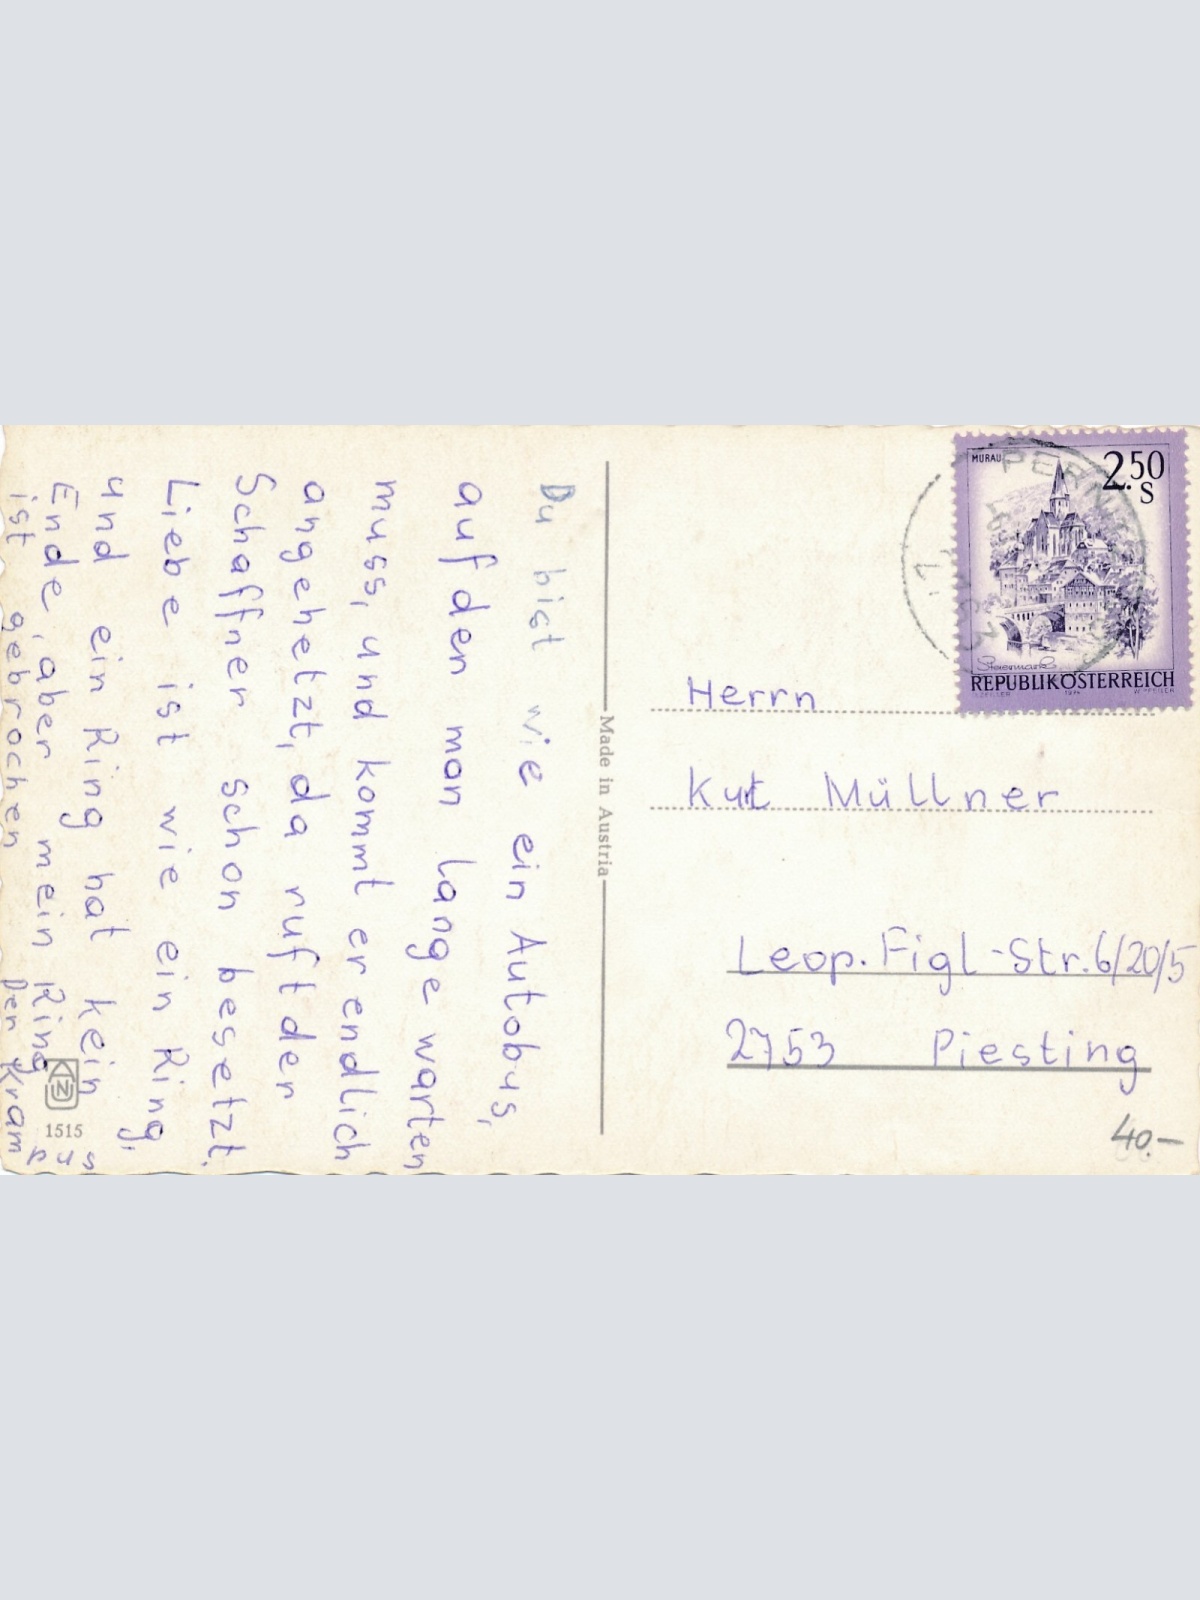 Du bist wie ein Autobus,
auf den man lange warten
muss, und kommt er endlich
angehetzt, da ruft der
Schaffner schon besetzt.
Liebe ist wie ein Ring,
und ein Ring hat kein
Ende, aber mein Ring
ist gebrochen
Der Krampus
1515
Made in Austria
MURAU
2.50
S
Steiermark
REPUBLIK ÖSTERREICH
1974
Herrn
Kut Müllner
Leop. Figl-Str. 6/20/5
2753 Piesting
40.-